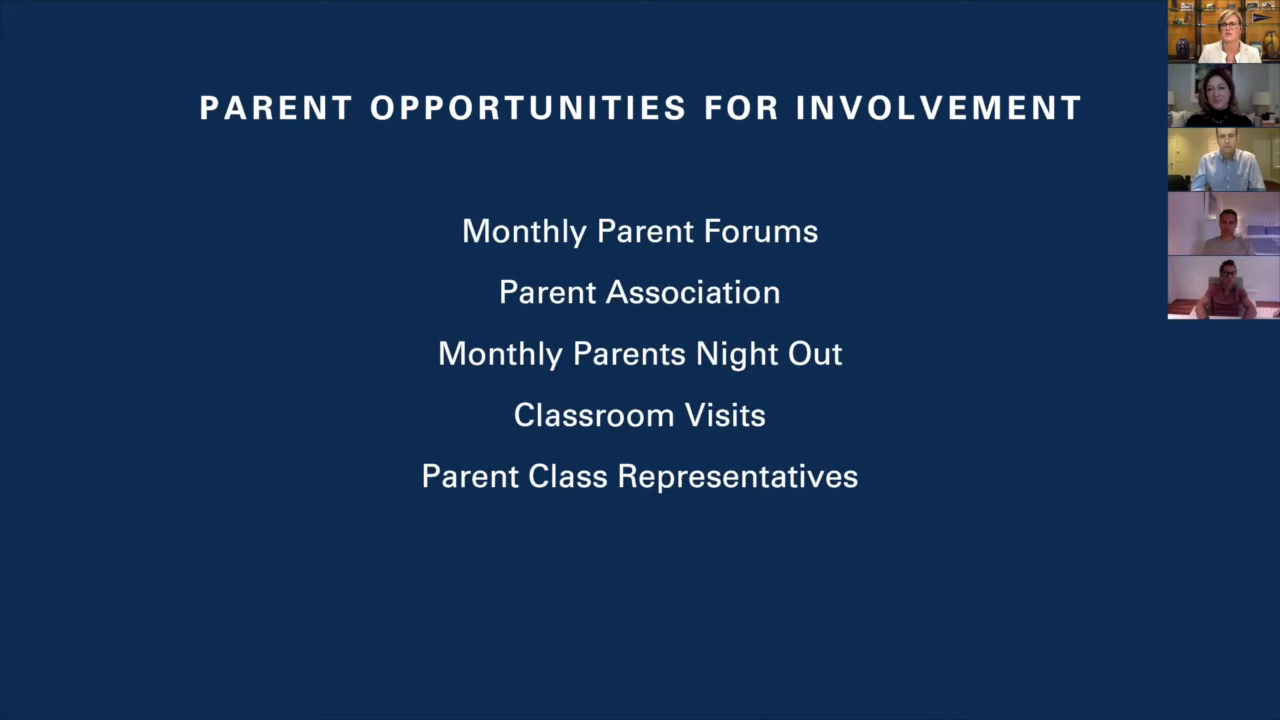 PARENT OPPORTUNITIES FOR INVOLVEMENT
Monthly Parent Forums
Parent Association
Monthly Parents Night Out
Classroom Visits
Parent Class Representatives